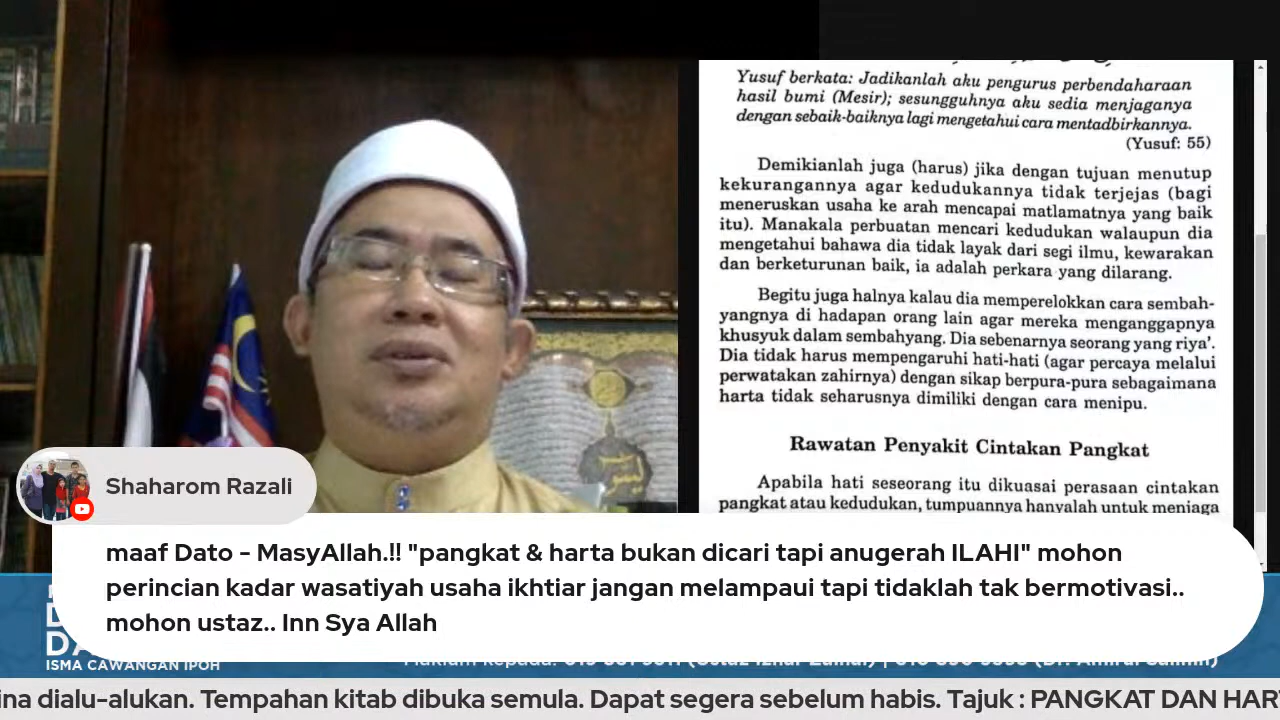 Yusuf berkata: Jadikanlah aku pengurus perbendaharaan
hasil bumi (Mesir); sesungguhnya aku sedia menjaganya
dengan sebaik-baiknya lagi mengetahui cara mentadbirkannya.
(Yusuf: 55)
Demikianlah juga (harus) jika dengan tujuan menutup
kekurangannya agar kedudukannya tidak terjejas (bagi
meneruskan usaha ke arah mencapai matlamatnya yang baik
itu). Manakala perbuatan mencari kedudukan walaupun dia
mengetahui bahawa dia tidak layak dari segi ilmu, kewarakan
dan berketurunan baik, ia adalah perkara yang dilarang.
Begitu juga halnya kalau dia memperelokkan cara sembah-
yangnya di hadapan orang lain agar mereka menganggapnya
khusyuk dalam sembahyang. Dia sebenarnya seorang yang riya'.
Dia tidak harus mempengaruhi hati-hati (agar percaya melalui
perwatakan zahirnya) dengan sikap berpura-pura sebagaimana
harta tidak seharusnya dimiliki dengan cara menipu.
Rawatan Penyakit Cintakan Pangkat
Apabila hati seseorang itu dikuasai perasaan cintakan
pangkat atau kedudukan, tumpuannya hanyalah untuk menjaga
Shaharom Razali
maaf Dato - MasyAllah.!! "pangkat & harta bukan dicari tapi anugerah ILAHI" mohon
perincian kadar wasatiyah usaha ikhtiar jangan melampaui tapi tidaklah tak bermotivasi..
mohon ustaz.. Inn Sya Allah
ISMA CAWANGAN IPOH
ina dialu-alukan. Tempahan kitab dibuka semula. Dapat segera sebelum habis. Tajuk : PANGKAT DAN HAR